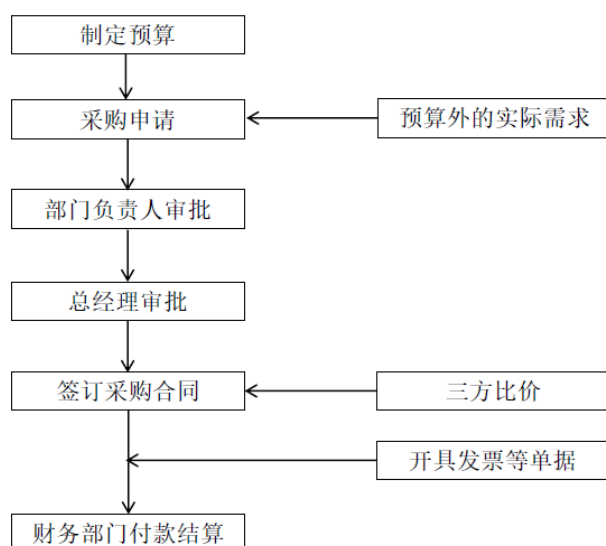 制定预算
采购申请
预算外的实际需求
部门负责人审批
总经理审批
签订采购合同
三方比价
开具发票等单据
财务部门付款结算